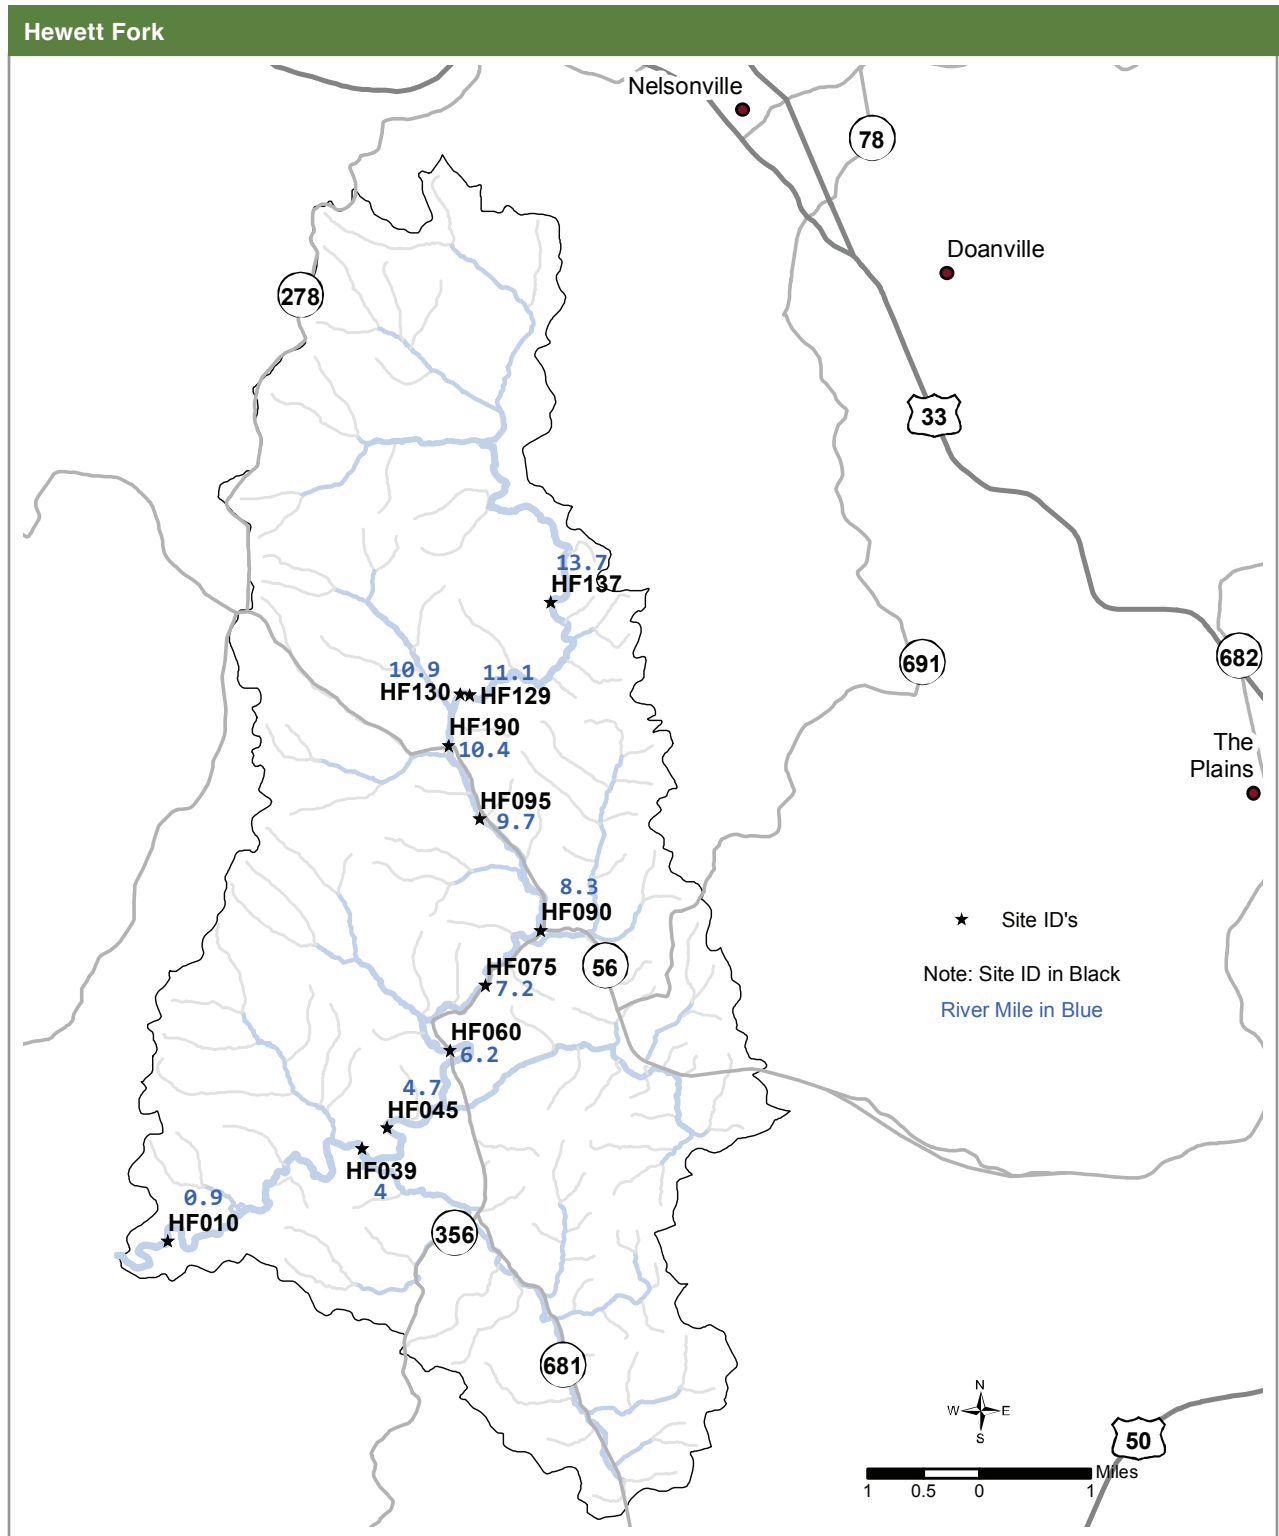 Hewett Fork
Nelsonville
78
Doanville
278
33
13.7
HF137
691
682
10.9
11.1
HF130
HF129
HF190
10.4
The
Plains
HF095
9.7
8.3
HF090
Site ID's
56
HF075
7.2
Note: Site ID in Black
River Mile in Blue
HF060
6.2
4.7
HF045
HF039
4
0.9
HF010
356
681
N
W E
S
50
Miles
1 0.5 0 1